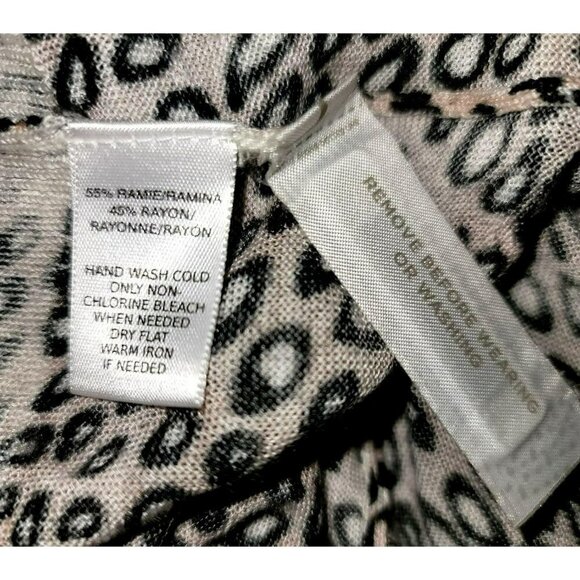 55% RAMIE/RAMINA
45% RAYON/
RAYONNE/RAYÓN
HAND WASH COLD
ONLY NON-
CHLORINE BLEACH
WHEN NEEDED
DRY FLAT
WARM IRON
IF NEEDED
REMOVE BEFORE WEARING
OR WASHING